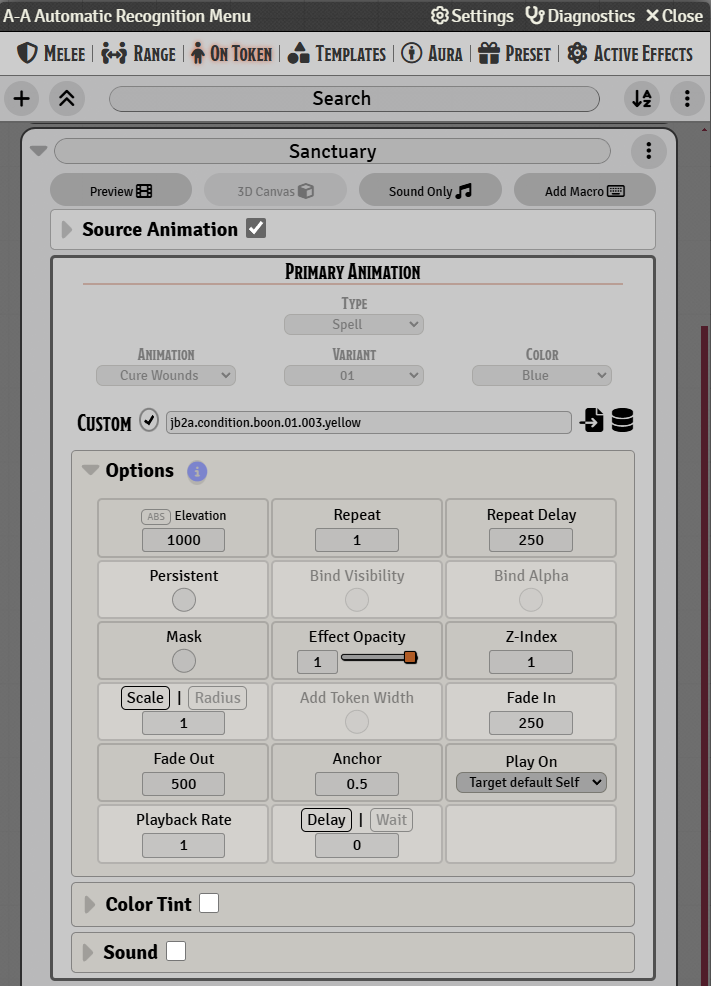 A-A Automatic Recognition Menu Settings Diagnostics Close
MELEE RANGE ON TOKEN TEMPLATES AURA PRESET ACTIVE EFFECTS
Search
Sanctuary
Preview 3D Canvas Sound Only Add Macro
Source Animation
PRIMARY ANIMATION
TYPE
Spell
ANIMATION VARIANT COLOR
Cure Wounds 01 Blue
CUSTOM jb2a.condition.boon.01.003.yellow
Options i
ABS Elevation Repeat Repeat Delay
1000 1 250
Persistent Bind Visibility Bind Alpha
Mask Effect Opacity Z-Index
1 1
Scale | Radius Add Token Width Fade In
1 250
Fade Out Anchor Play On
500 0.5 Target default Self
Playback Rate Delay | Wait
1 0
Color Tint
Sound